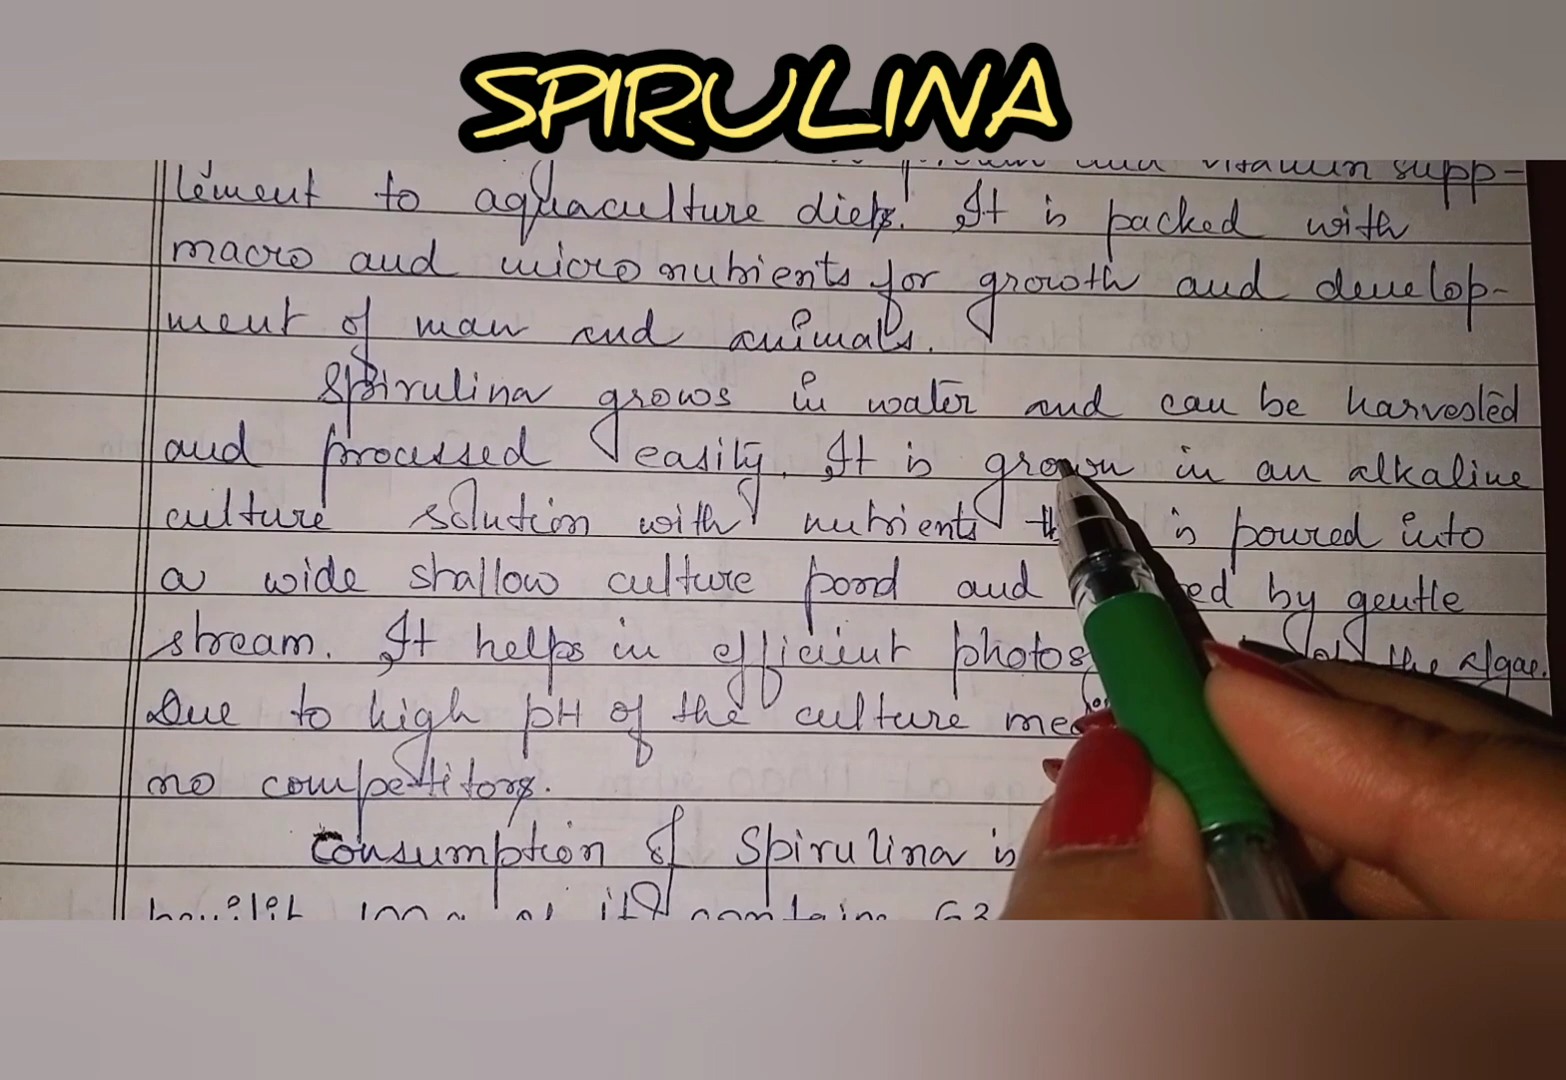 SPIRULINA
and vitamin supp-
lement to aquaculture diets. It is packed with
macro and micro nutrients for growth and develop-
ment of man and animals.
Spirulina grows in water and can be harvested
and processed easily. It is grown in an alkaline
culture solution with nutrients is poured into
a wide shallow culture pond and by gentle
stream. It helps in efficient the algae.
Due to high pH of the culture
no competitors.
Consumption of Spirulina is